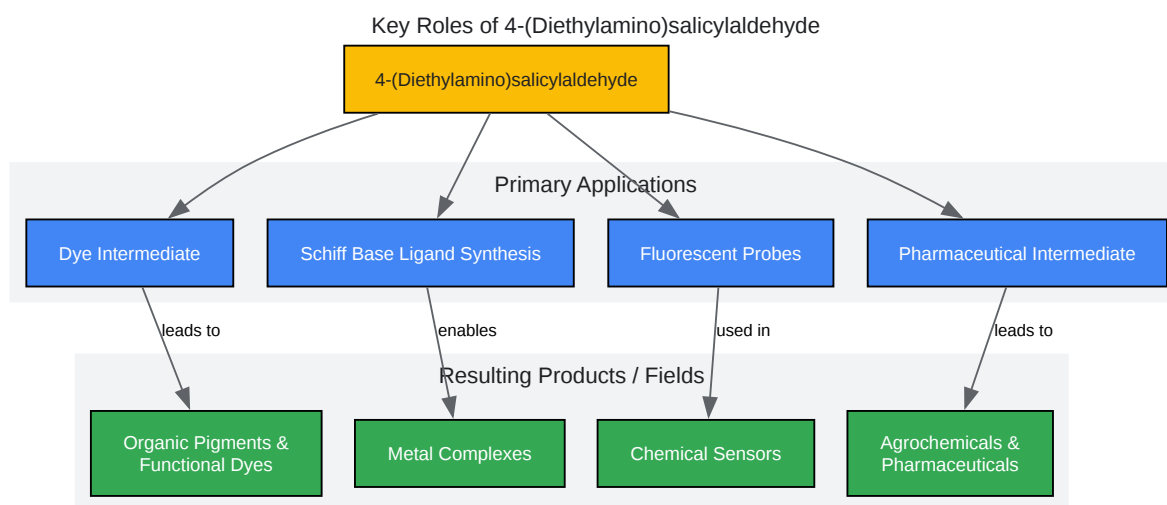 Key Roles of 4-(Diethylamino)salicylaldehyde
4-(Diethylamino)salicylaldehyde
Primary Applications
Dye Intermediate
Schiff Base Ligand Synthesis
Fluorescent Probes
Pharmaceutical Intermediate
leads to
enables
used in
leads to
Resulting Products / Fields
Organic Pigments &
Functional Dyes
Metal Complexes
Chemical Sensors
Agrochemicals &
Pharmaceuticals